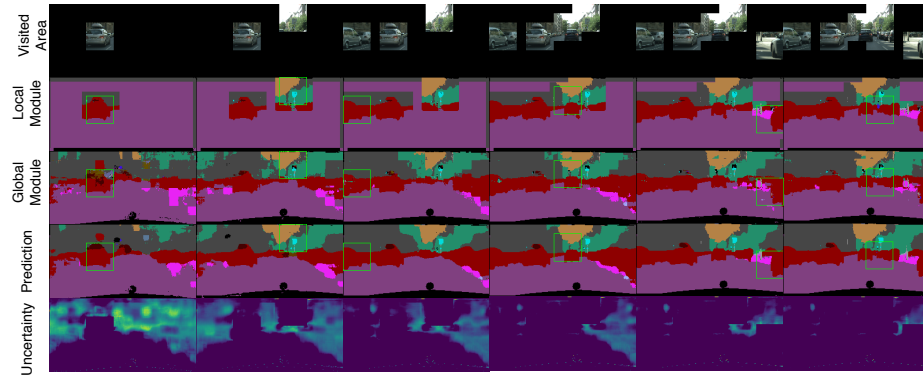 Visited
Area
Local
Module
Global
Module
Prediction
Uncertainty